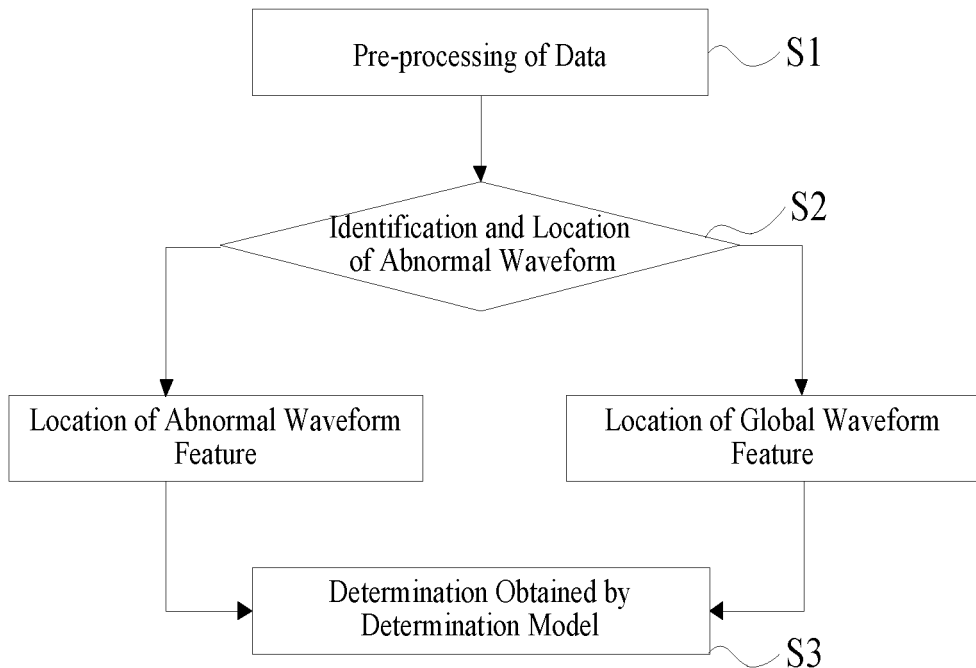 Pre-processing of Data
S1
Identification and Location
of Abnormal Waveform
S2
Location of Abnormal Waveform
Feature
Location of Global Waveform
Feature
Determination Obtained by
Determination Model
S3